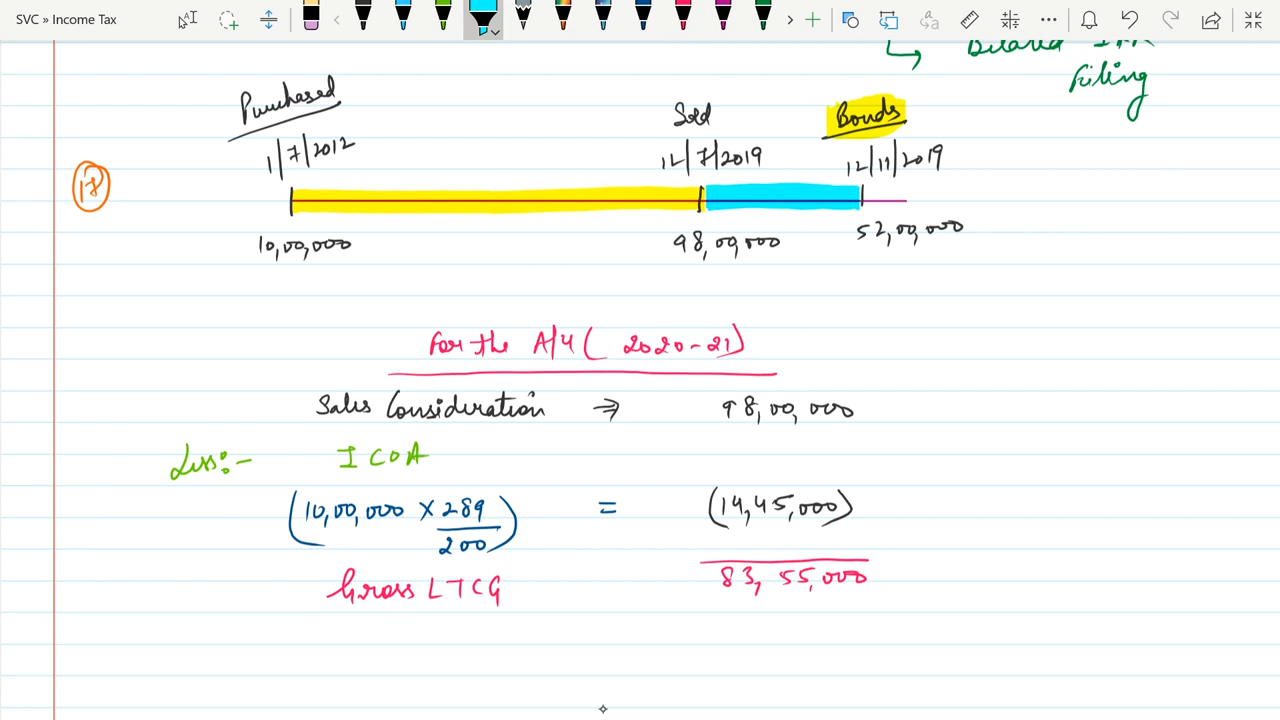 SVC » Income Tax
Belated ITR
Filing
Purchased
Sold
Bonds
1/7/2012
12/7/2019
12/11/2019
17
10,00,000
98,00,000
52,00,000
For the A/Y ( 2020-21)
Sales Consideration ⇒ 98,00,000
Less:- ICOA
(10,00,000 × 289/200) = (14,45,000)
Gross LTCG 83,55,000